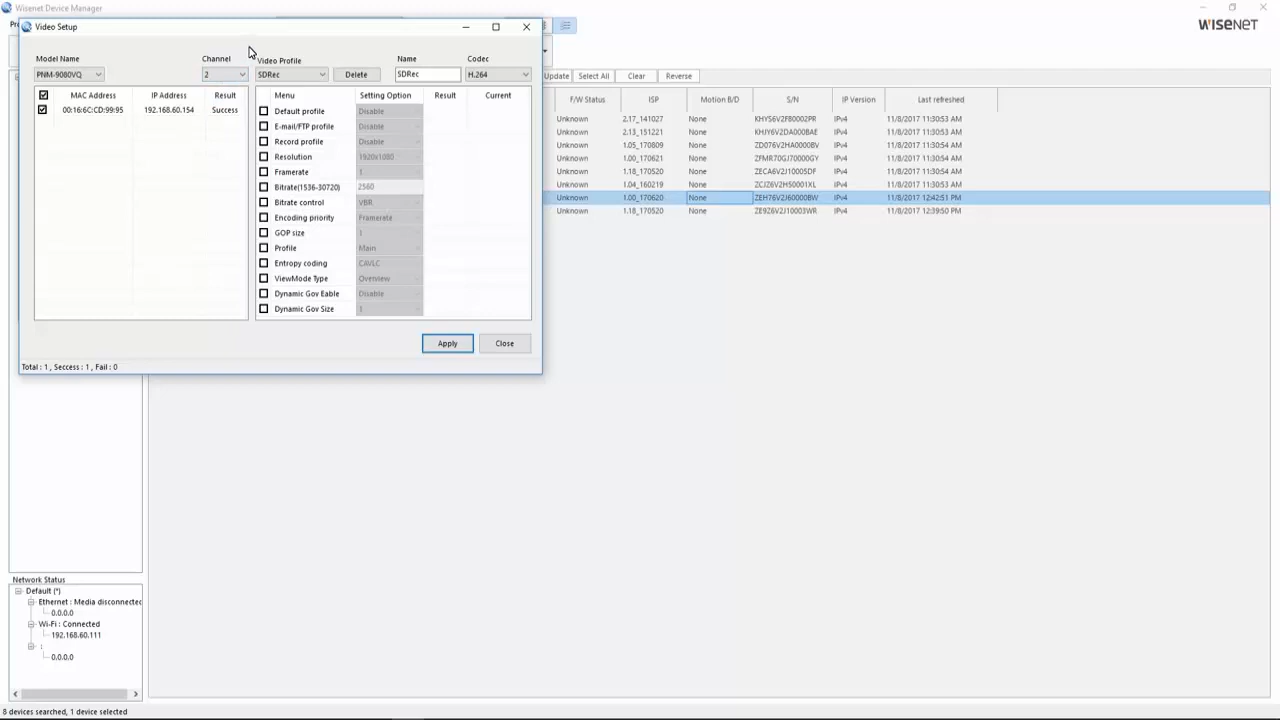 Wisenet Device Manager
WISENET
Video Setup
Model Name
Channel
Video Profile
Name
Codec
PNM-9080VQ
2
SDRec
Delete
SDRec
H.264
MAC Address IP Address Result
00:16:6C:CD:99:95 192.168.60.154 Success
Menu Setting Option Result Current
Default profile Disable
E-mail/FTP profile Disable
Record profile Disable
Resolution 1920x1080
Framerate 1
Bitrate(1536-30720) 2560
Bitrate control VBR
Encoding priority Framerate
GOP size 1
Profile Main
Entropy coding CAVLC
ViewMode Type Overview
Dynamic Gov Eable Disable
Dynamic Gov Size 1
Apply Close
Total : 1 , Seccess : 1 , Fail : 0
Update Select All Clear Reverse
F/W Status ISP Motion B/D S/N IP Version Last refreshed
Unknown 2.17_141027 None KHYS6V2F80002PR IPv4 11/8/2017 11:30:53 AM
Unknown 2.13_151221 None KHJY6V2DA000BAE IPv4 11/8/2017 11:30:53 AM
Unknown 1.05_170809 None ZD076V2HA0000BV IPv4 11/8/2017 11:30:54 AM
Unknown 1.00_170621 None ZFMR70GJ70000GY IPv4 11/8/2017 11:30:54 AM
Unknown 1.18_170520 None ZECA6V2J10005DF IPv4 11/8/2017 11:30:54 AM
Unknown 1.04_160219 None ZCJZ6V2H50001XL IPv4 11/8/2017 11:30:53 AM
Unknown 1.00_170620 None ZEH76V2J60000BW IPv4 11/8/2017 12:42:51 PM
Unknown 1.18_170520 None ZE9Z6V2J10003WR IPv4 11/8/2017 12:39:50 PM
Network Status
Default (*)
Ethernet : Media disconnected
0.0.0.0
Wi-Fi : Connected
192.168.60.111
:
0.0.0.0
8 devices searched, 1 device selected